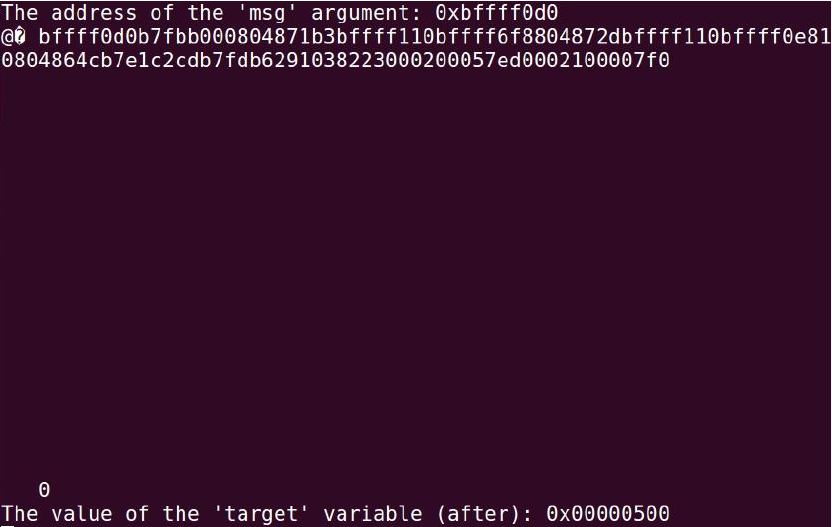 The address of the 'msg' argument: 0xbffff0d0
@� bffff0d0b7fbb000804871b3bffff110bffff6f8804872dbffff110bffff0e81
0804864cb7e1c2cdb7fdb6291038223000200057ed0002100007f0
0
The value of the 'target' variable (after): 0x00000500